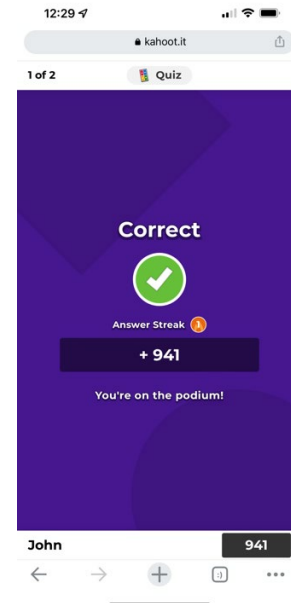 12:29
kahoot.it
1 of 2 Quiz
Correct
Answer Streak 1
+ 941
You're on the podium!
John 941
:)